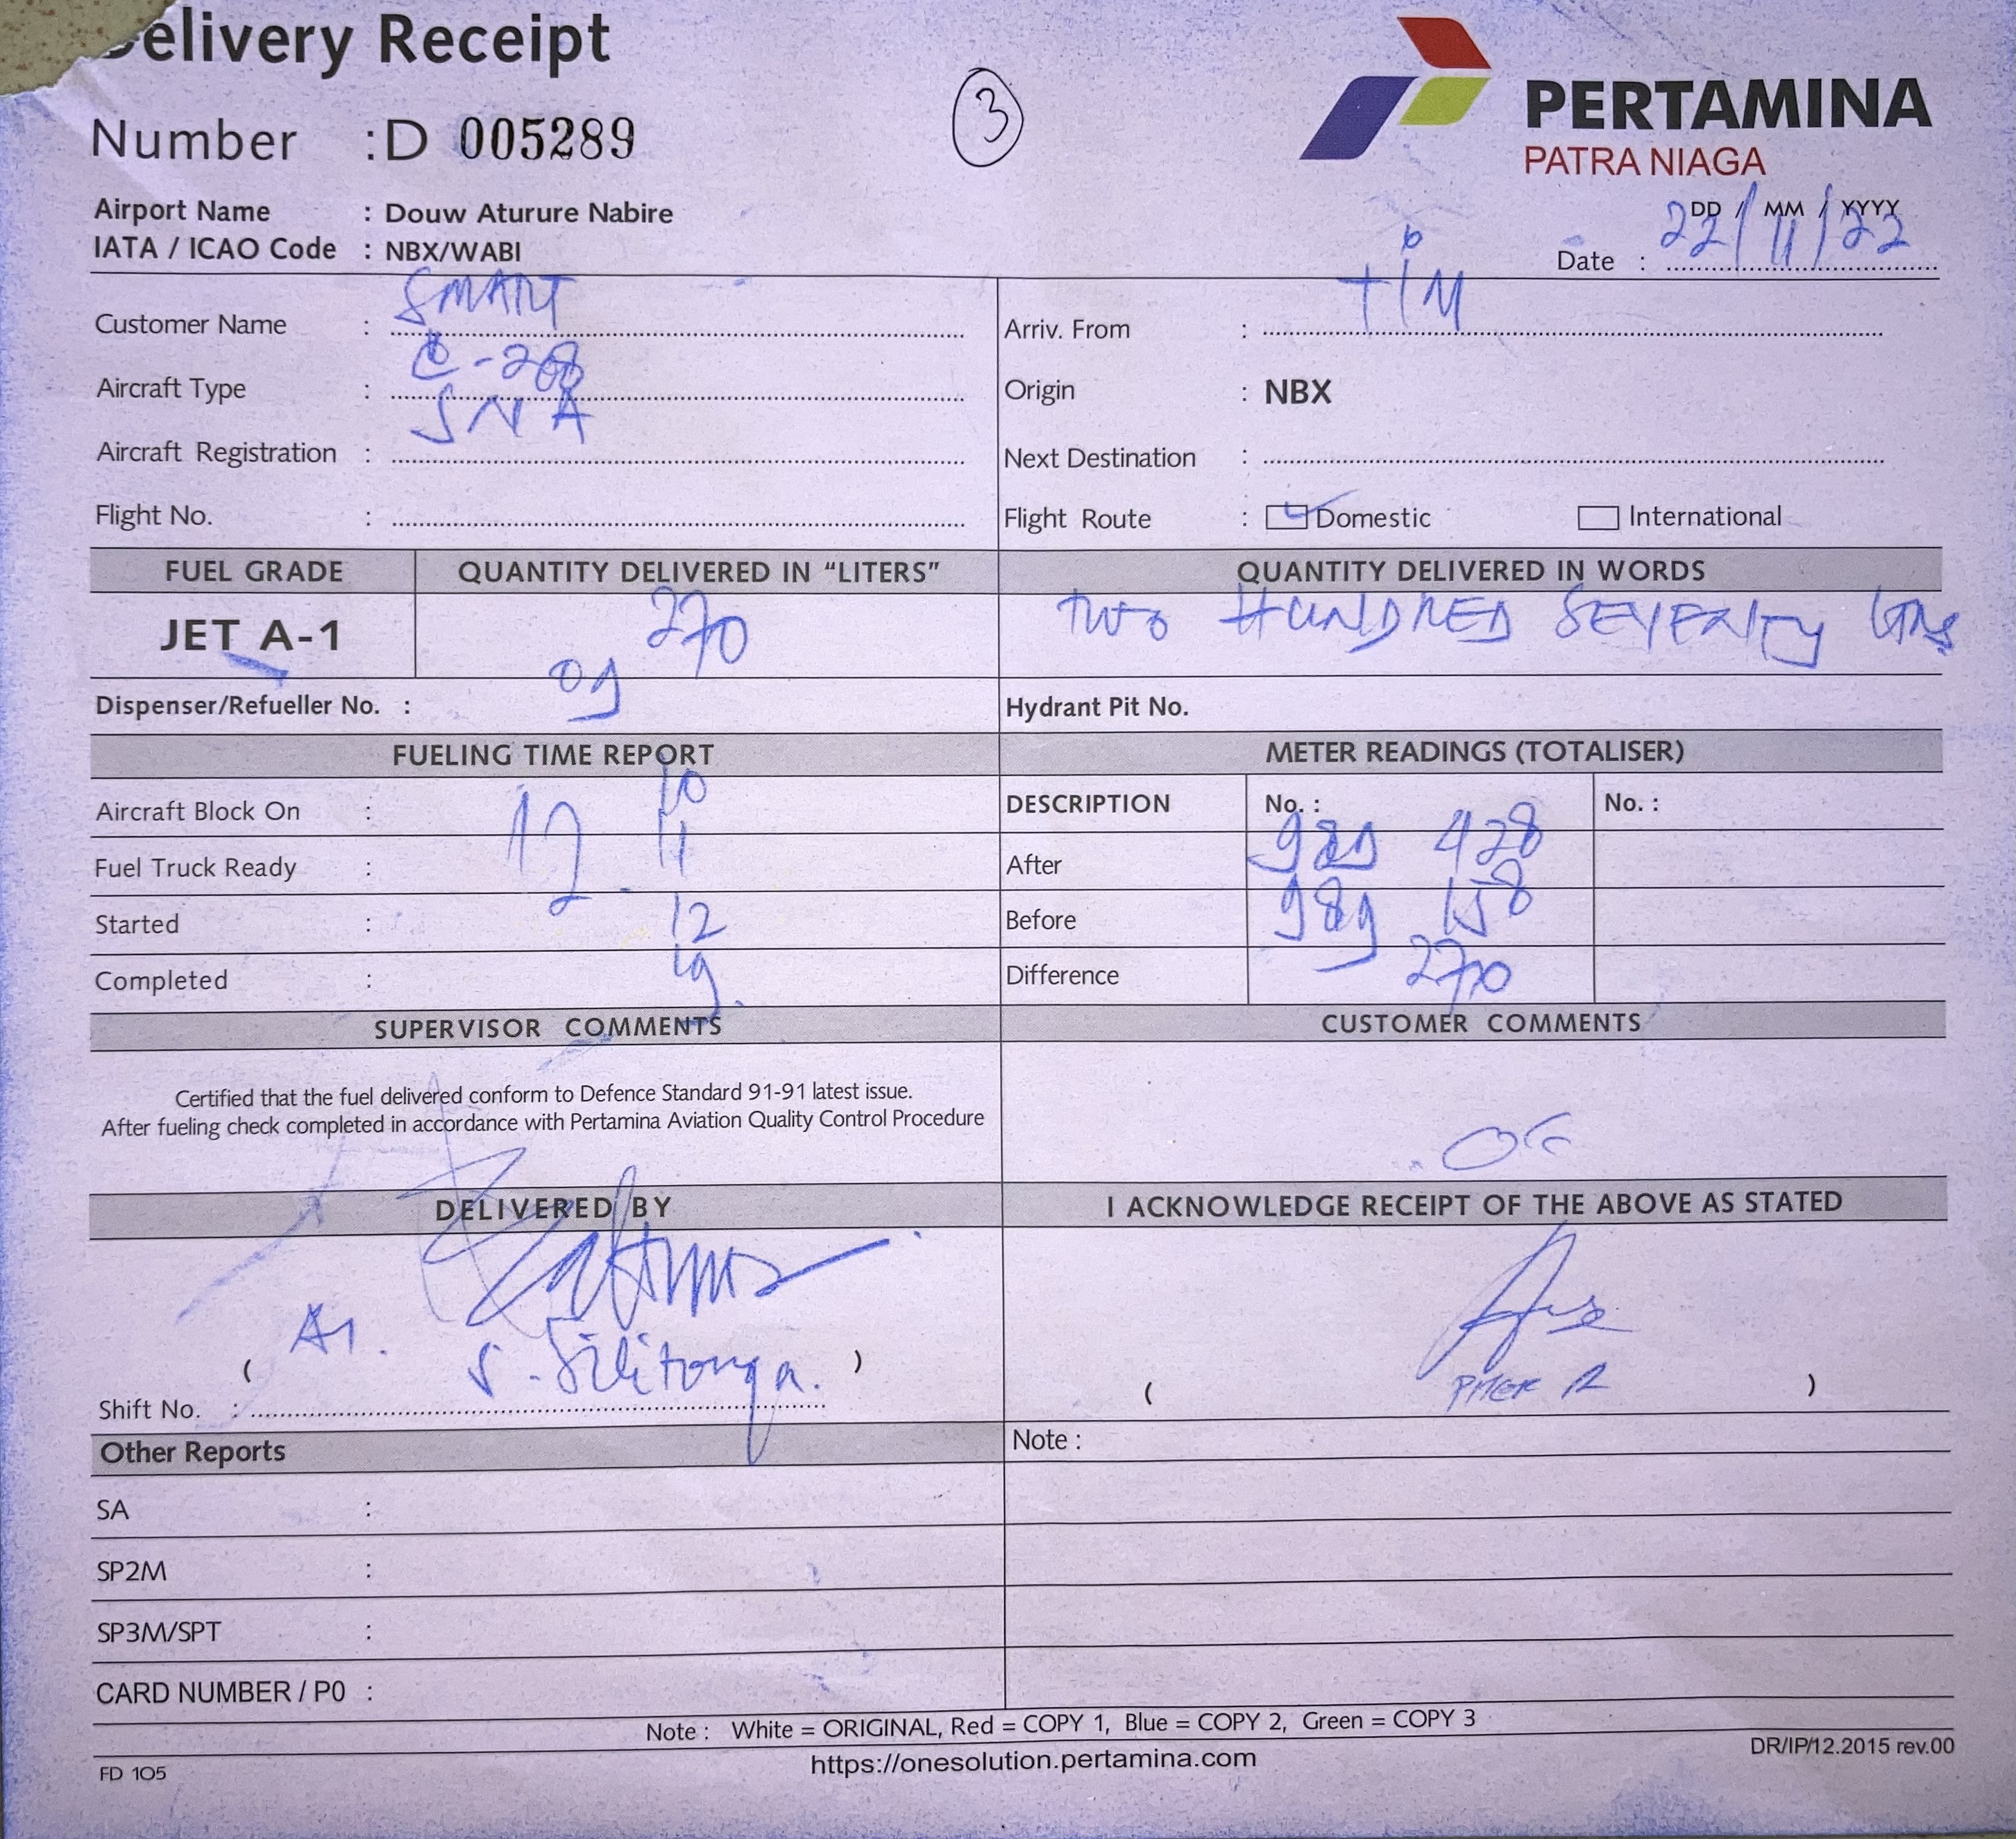 Delivery Receipt
3
PERTAMINA
PATRA NIAGA
Number : D 005289
Airport Name : Douw Aturure Nabire
IATA / ICAO Code : NBX/WABI
DD / MM / YYYY
Date : 22/11/22
Customer Name : SMART
Aircraft Type :
Aircraft Registration : SNA
Flight No. :
Arriv. From : TIM
Origin : NBX
Next Destination :
Flight Route : Domestic International
FUEL GRADE QUANTITY DELIVERED IN "LITERS" QUANTITY DELIVERED IN WORDS
JET A-1 270 TWO HUNDRED SEVENTY LTRS
Dispenser/Refueller No. : 09 Hydrant Pit No.
FUELING TIME REPORT METER READINGS (TOTALISER)
Aircraft Block On : 10 DESCRIPTION No. : No. :
Fuel Truck Ready : 12. 11 After 989 428
Started : 12 Before 989 158
Completed : 19. Difference 270
SUPERVISOR COMMENTS CUSTOMER COMMENTS
Certified that the fuel delivered conform to Defence Standard 91-91 latest issue.
After fueling check completed in accordance with Pertamina Aviation Quality Control Procedure
DELIVERED BY I ACKNOWLEDGE RECEIPT OF THE ABOVE AS STATED
( S. Silitonga. )
Shift No. :
( )
Other Reports Note :
SA :
SP2M :
SP3M/SPT :
CARD NUMBER / P0 :
Note : White = ORIGINAL, Red = COPY 1, Blue = COPY 2, Green = COPY 3
https://onesolution.pertamina.com
FD 105
DR/IP/12.2015 rev.00